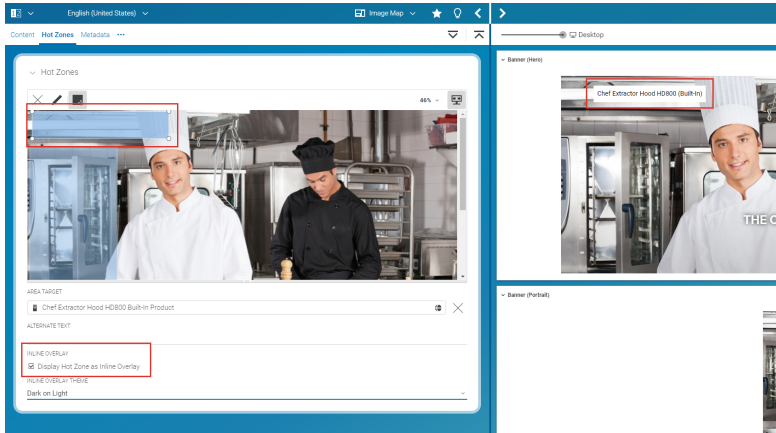 English (United States)
Image Map
Content Hot Zones Metadata
Desktop
Hot Zones
46%
AREA TARGET
Chef Extractor Hood HD800 Built-In Product
ALTERNATE TEXT
INLINE OVERLAY
Display Hot Zone as Inline Overlay
INLINE OVERLAY THEME
Dark on Light
Banner (Hero)
Chef Extractor Hood HD800 (Built-In)
THE
Banner (Portrait)